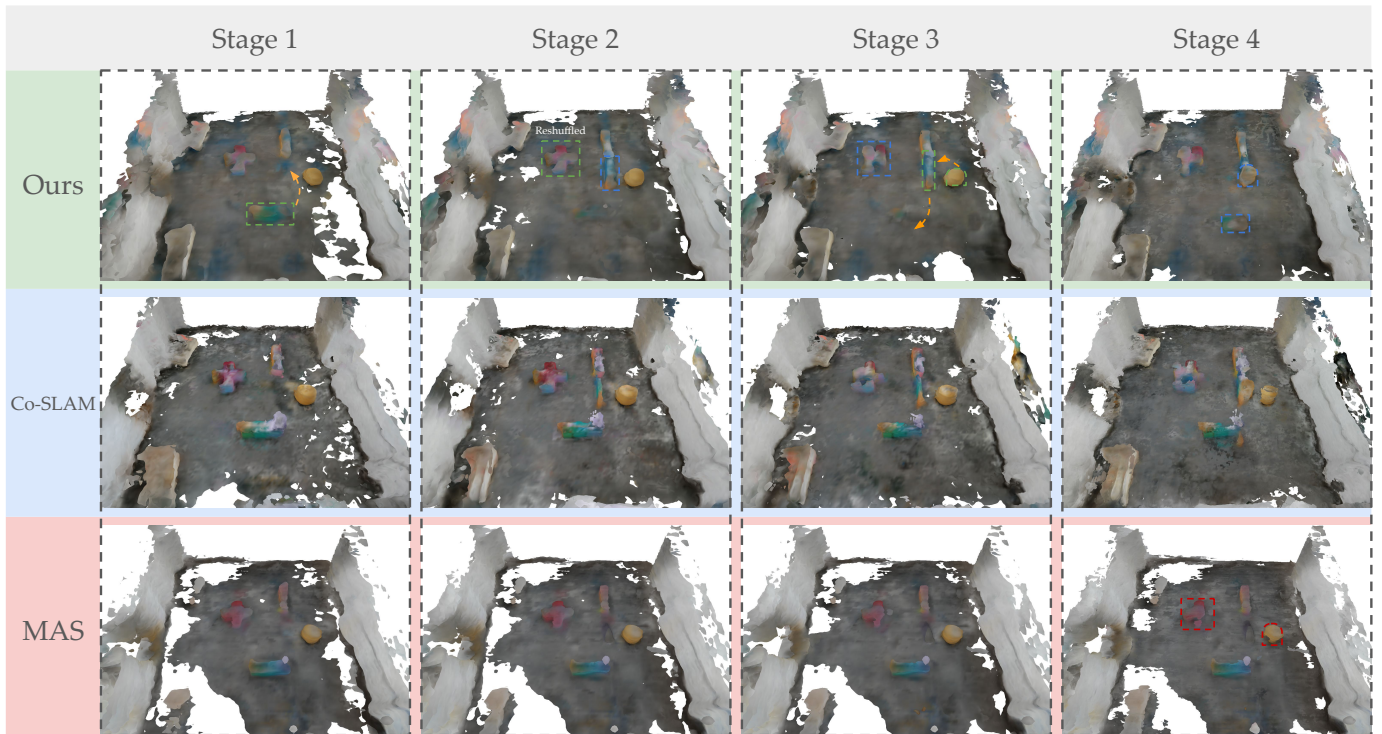 Stage 1 Stage 2 Stage 3 Stage 4
Ours
Reshuffled
Co-SLAM
MAS